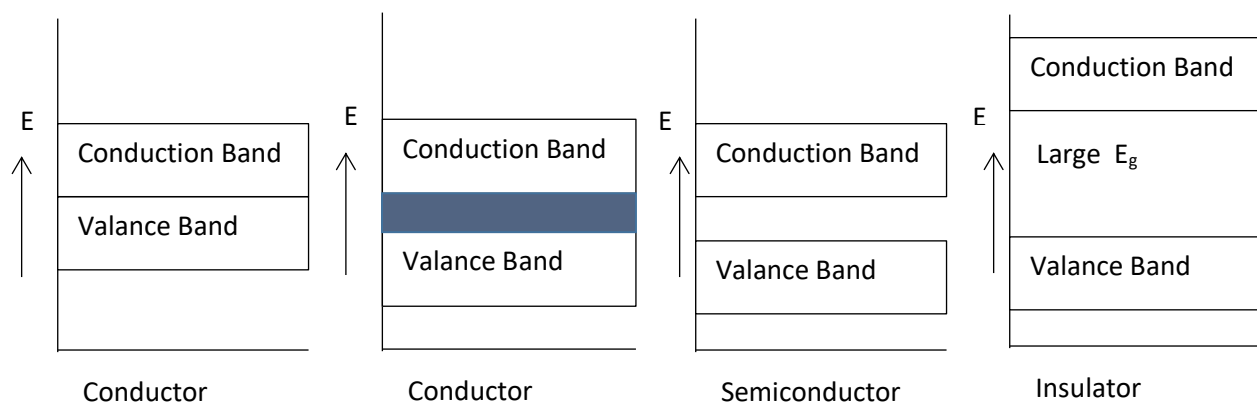 E
Conduction Band
Valance Band
Conductor
E
Conduction Band
Valance Band
Conductor
E
Conduction Band
Valance Band
Semiconductor
E
Conduction Band
Large Eg
Valance Band
Insulator